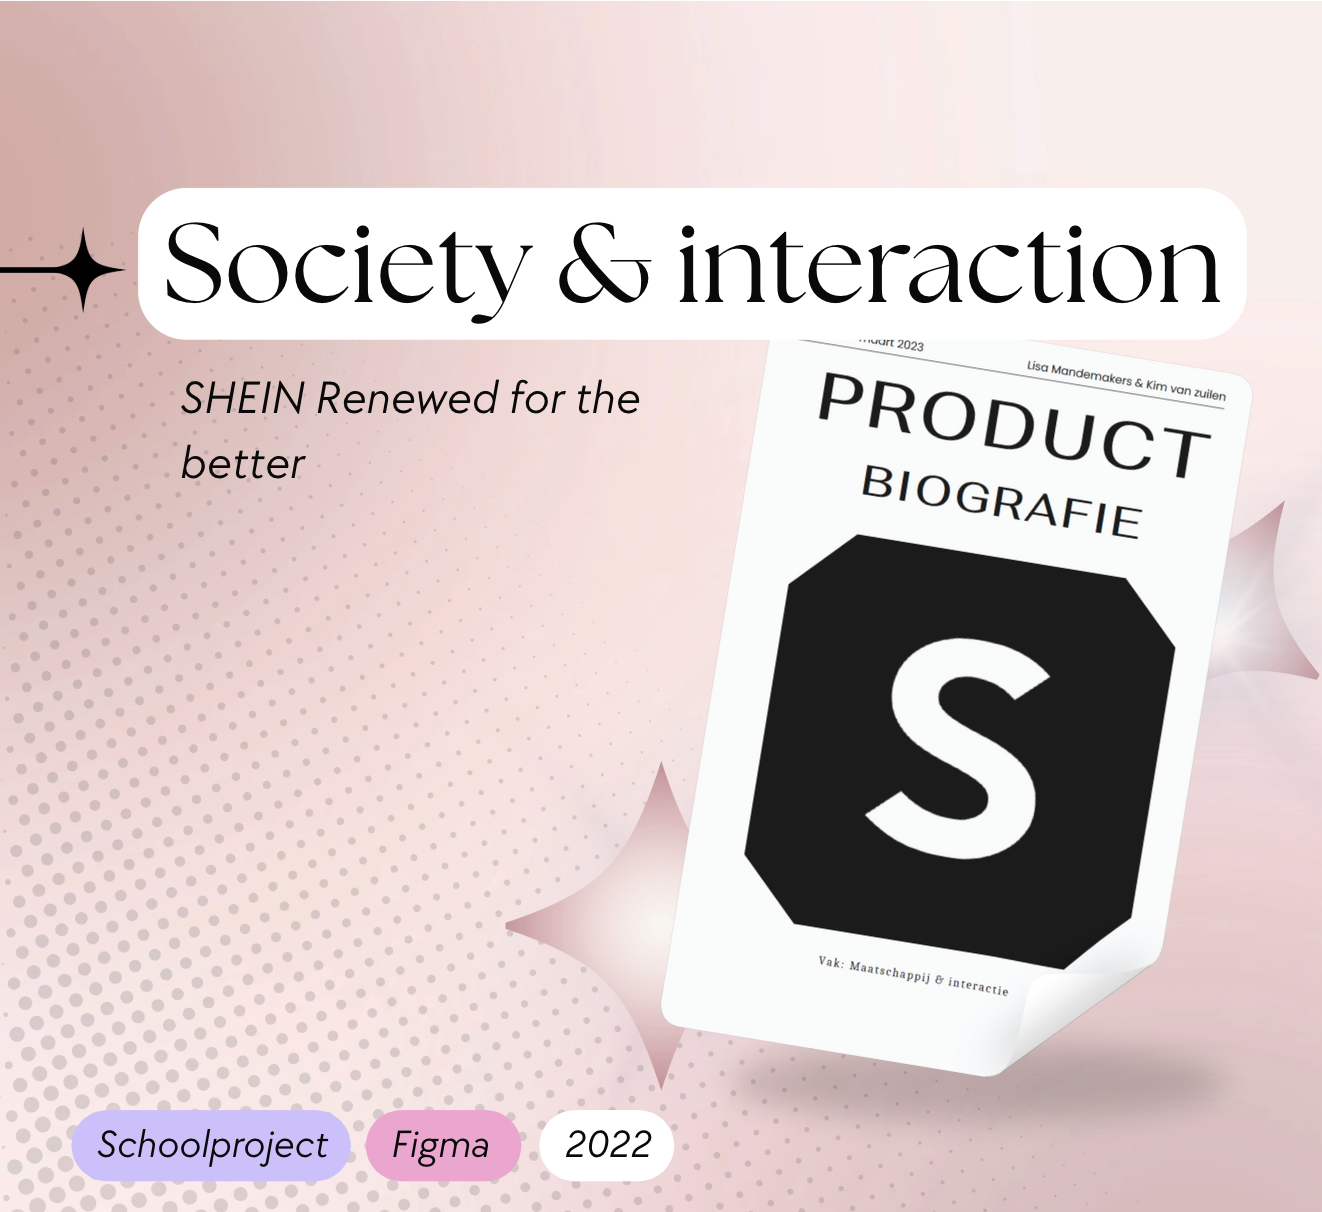 Society & interaction
SHEIN Renewed for the
better
maart 2023
Lisa Mandemakers & Kim van zuilen
PRODUCT
BIOGRAFIE
S
Vak: Maatschappij & interactie
Schoolproject
Figma
2022